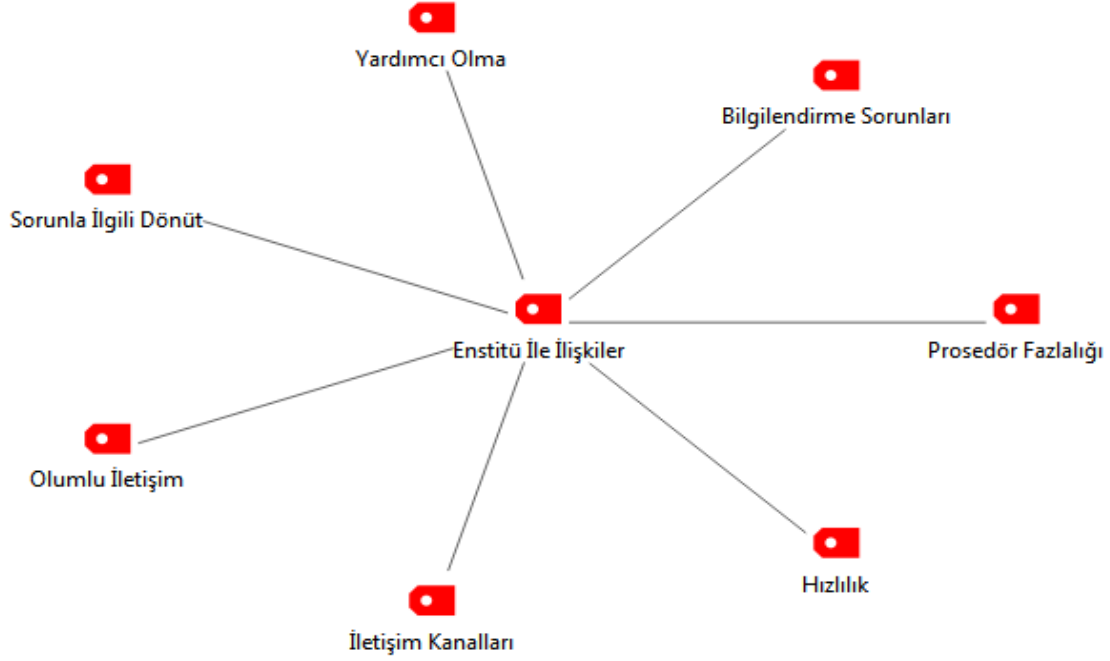 Yardımcı Olma
Bilgilendirme Sorunları
Sorunla İlgili Dönüt
Enstitü İle İlişkiler
Prosedör Fazlalığı
Olumlu İletişim
Hızlılık
İletişim Kanalları